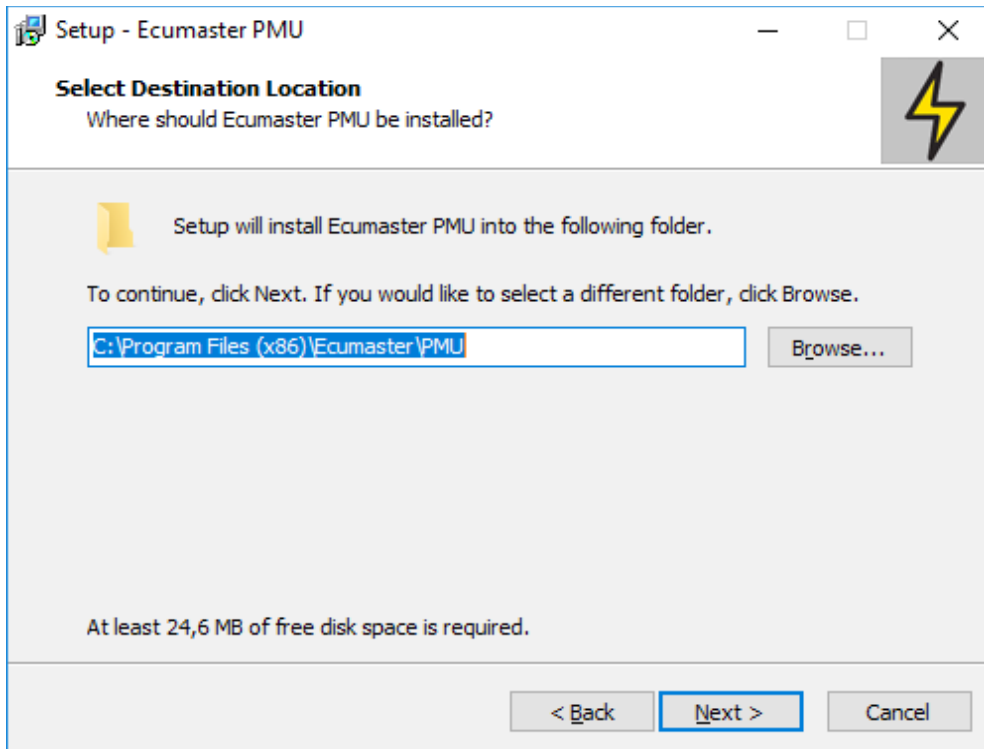 Setup - Ecumaster PMU
Select Destination Location
Where should Ecumaster PMU be installed?
Setup will install Ecumaster PMU into the following folder.
To continue, click Next. If you would like to select a different folder, click Browse.
C:\Program Files (x86)\Ecumaster\PMU
Browse...
At least 24,6 MB of free disk space is required.
< Back
Next >
Cancel